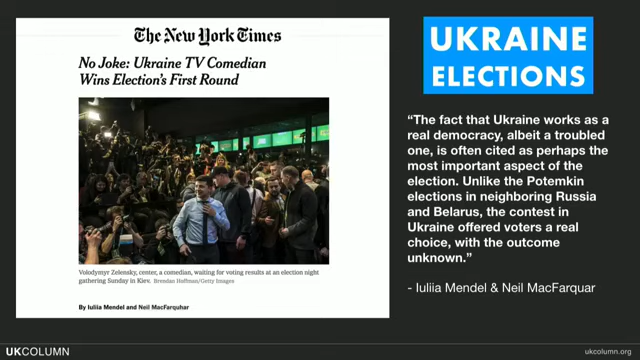 The New York Times
No Joke: Ukraine TV Comedian
Wins Election's First Round
Volodymyr Zelensky, center, a comedian, waiting for voting results at an election night
gathering Sunday in Kiev. Brendan Hoffman/Getty Images
By Iuliia Mendel and Neil MacFarquhar
UKRAINE
ELECTIONS
“The fact that Ukraine works as a
real democracy, albeit a troubled
one, is often cited as perhaps the
most important aspect of the
election. Unlike the Potemkin
elections in neighboring Russia
and Belarus, the contest in
Ukraine offered voters a real
choice, with the outcome
unknown.”
- Iuliia Mendel & Neil MacFarquar
UKCOLUMN
ukcolumn.org